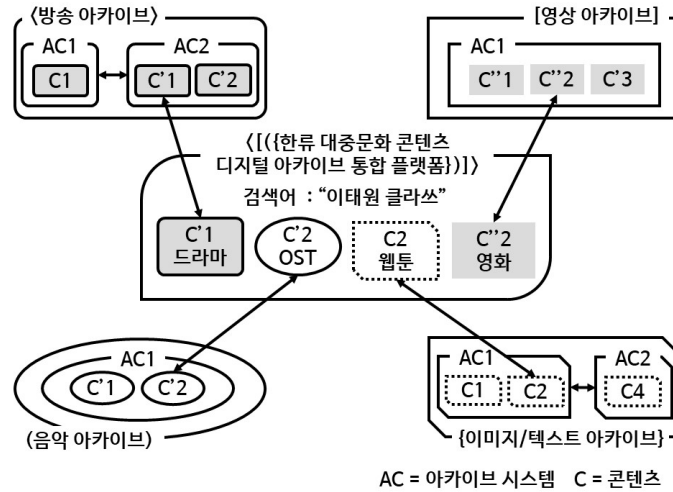 〈방송 아카이브〉
AC1
AC2
C1
C'1
C'2
[영상 아카이브]
AC1
C''1
C''2
C'3
〈[({한류 대중문화 콘텐츠
디지털 아카이브 통합 플랫폼})]〉
검색어 : “이태원 클라쓰”
C'1
드라마
C'2
OST
C2
웹툰
C''2
영화
AC1
C'1
C'2
(음악 아카이브)
AC1
C1
C2
AC2
C4
{이미지/텍스트 아카이브}
AC = 아카이브 시스템 C = 콘텐츠